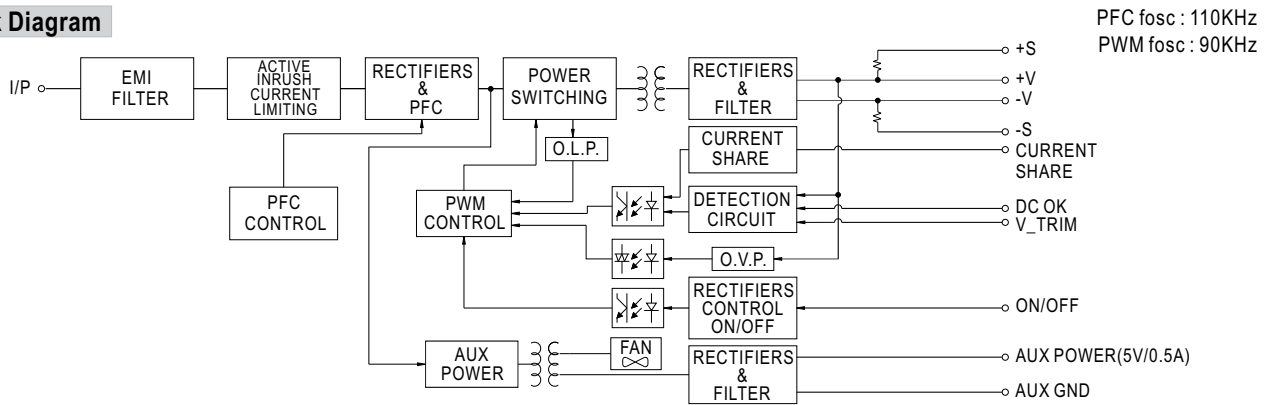 Diagram
PFC fosc : 110KHz
PWM fosc : 90KHz
I/P
EMI
FILTER
ACTIVE
INRUSH
CURRENT
LIMITING
RECTIFIERS
&
PFC
POWER
SWITCHING
RECTIFIERS
&
FILTER
+S
+V
-V
-S
O.L.P.
CURRENT
SHARE
CURRENT
SHARE
PFC
CONTROL
PWM
CONTROL
DETECTION
CIRCUIT
DC OK
V_TRIM
O.V.P.
RECTIFIERS
CONTROL
ON/OFF
ON/OFF
AUX
POWER
FAN
RECTIFIERS
&
FILTER
AUX POWER(5V/0.5A)
AUX GND